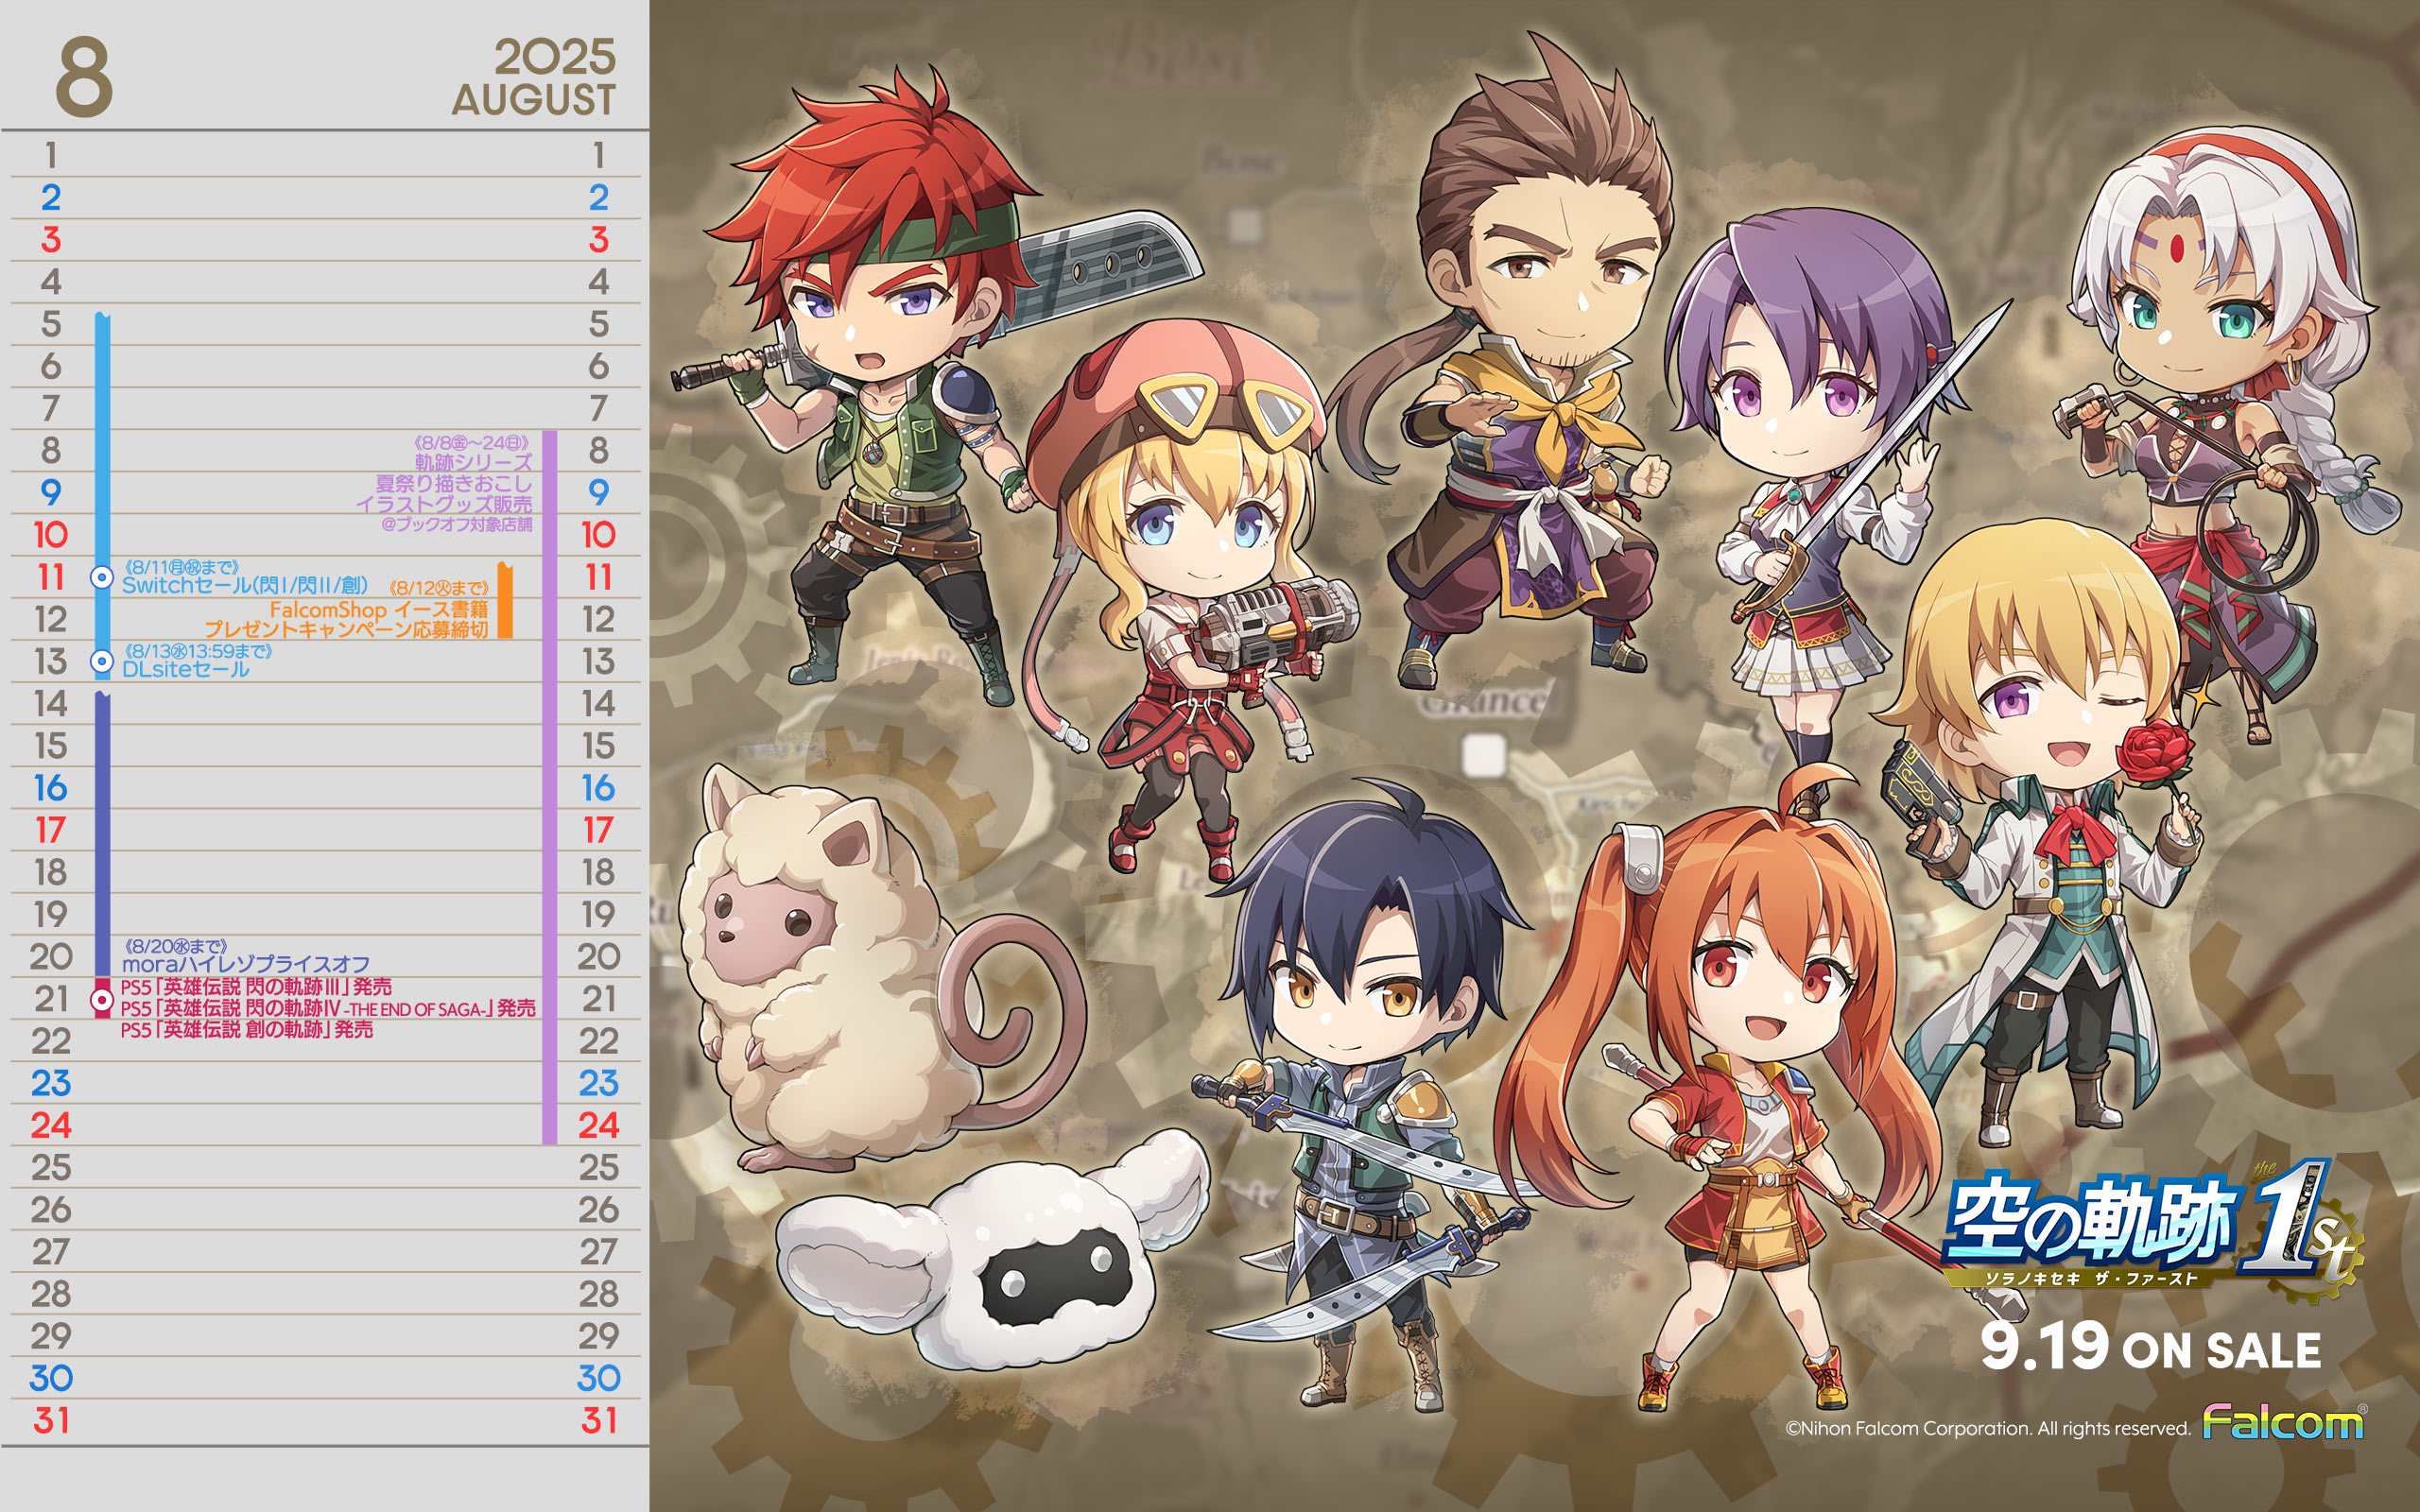 8
2025
AUGUST
1 1
2 2
3 3
4 4
5 5
6 6
7 7
8 8
9 9
10 10
11 11
12 12
13 13
14 14
15 15
16 16
17 17
18 18
19 19
20 20
21 21
22 22
23 23
24 24
25 25
26 26
27 27
28 28
29 29
30 30
31 31
《8/8㊎〜24㊐》
軌跡シリーズ
夏祭り描きおこし
イラストグッズ販売
@ブックオフ対象店舗
《8/11㊊㊗まで》
Switchセール(閃I/閃II/創)
《8/12㊋まで》
FalcomShop イース書籍
プレゼントキャンペーン応募締切
《8/13㊌13:59まで》
DLsiteセール
《8/20㊌まで》
moraハイレゾプライスオフ
PS5「英雄伝説 閃の軌跡III」発売
PS5「英雄伝説 閃の軌跡IV -THE END OF SAGA-」発売
PS5「英雄伝説 創の軌跡」発売
Bose
Grancel
空の軌跡 the 1st
ソラノキセキ ザ・ファースト
9.19 ON SALE
©Nihon Falcom Corporation. All rights reserved. Falcom®